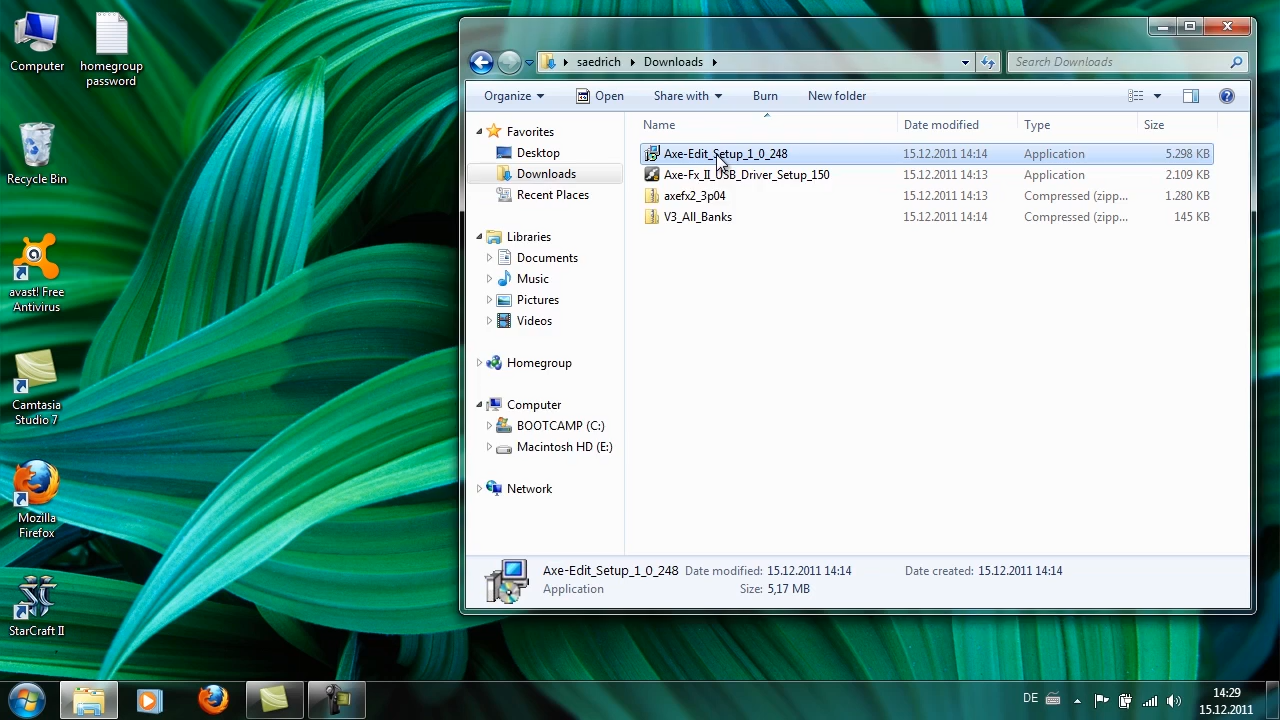 Computer
homegroup
password
Recycle Bin
avast! Free
Antivirus
Camtasia
Studio 7
Mozilla
Firefox
StarCraft II
saedrich
Downloads
Search Downloads
Organize
Open
Share with
Burn
New folder
Favorites
Desktop
Downloads
Recent Places
Libraries
Documents
Music
Pictures
Videos
Homegroup
Computer
BOOTCAMP (C:)
Macintosh HD (E:)
Network
Name Date modified Type Size
Axe-Edit_Setup_1_0_248 15.12.2011 14:14 Application 5.298 KB
Axe-Fx_II_USB_Driver_Setup_150 15.12.2011 14:13 Application 2.109 KB
axefx2_3p04 15.12.2011 14:13 Compressed (zipp... 1.280 KB
V3_All_Banks 15.12.2011 14:14 Compressed (zipp... 145 KB
Axe-Edit_Setup_1_0_248 Date modified: 15.12.2011 14:14 Date created: 15.12.2011 14:14
Application Size: 5,17 MB
DE
14:29
15.12.2011